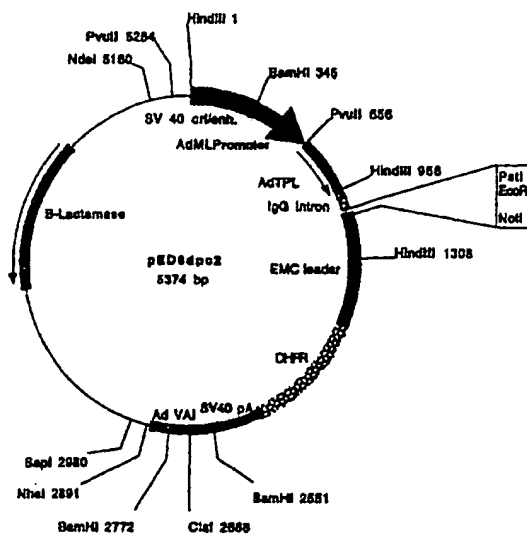 HindIII 1
PvuII 5284
NdeI 5160
BamHI 345
SV 40 ori/enh.
PvuII 656
AdMLPromoter
HindIII 958
PstI
EcoRI
AdTPL
IgG Intron
NotI
B-Lactamase
pED6dpc2
5374 bp
EMC leader
HindIII 1308
DHFR
Ad VAI
SV40 pA
SapI 2980
NheI 2891
BamHI 2551
BamHI 2772
ClaI 2668